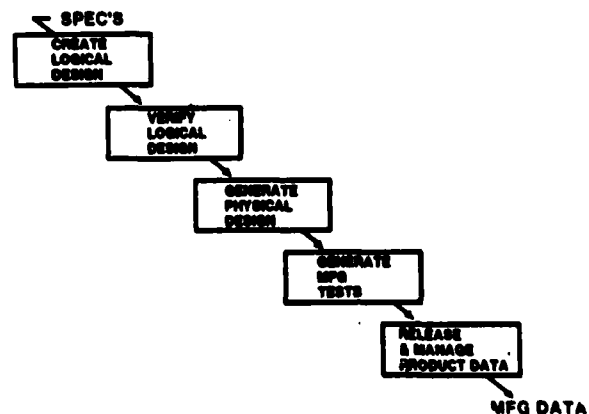 SPEC'S
CREATE
LOGICAL
DESIGN
VERIFY
LOGICAL
DESIGN
GENERATE
PHYSICAL
DESIGN
GENERATE
MFG
TESTS
RELEASE
& MANAGE
PRODUCT DATA
MFG DATA